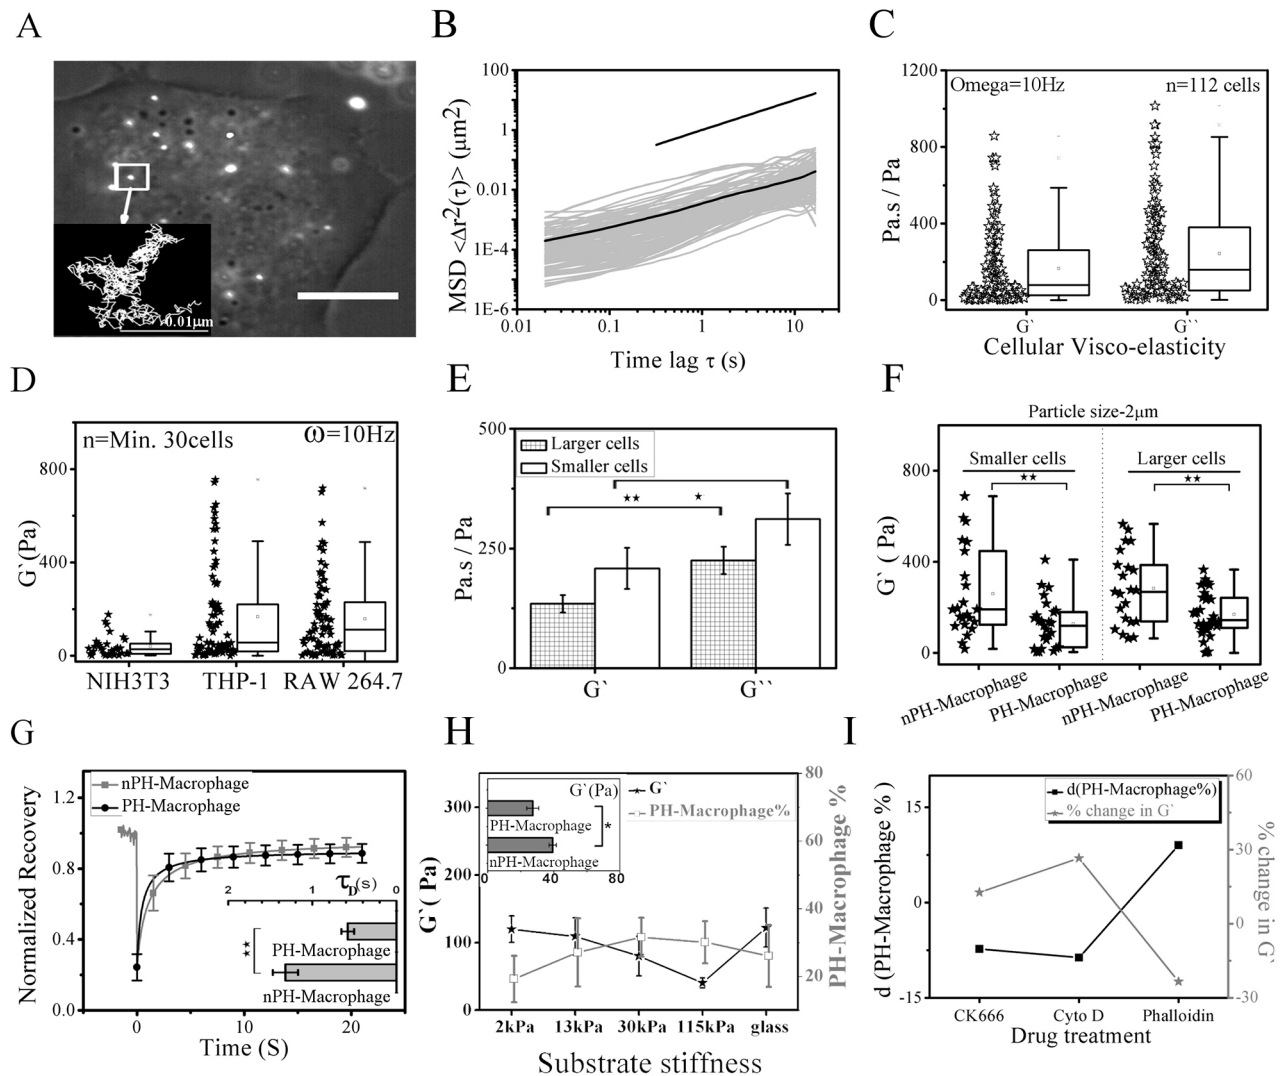 A
0.01μm
B
MSD <Δr²(τ)> (μm²)
100
1
0.01
1E-4
1E-6
0.01
0.1
1
10
Time lag τ (s)
C
Pa.s / Pa
1200
800
400
0
Omega=10Hz
n=112 cells
G`
G``
Cellular Visco-elasticity
D
G`(Pa)
800
400
0
n=Min. 30cells
ω=10Hz
NIH3T3
THP-1
RAW 264.7
E
Pa.s / Pa
500
250
0
Larger cells
Smaller cells
★★
★
G`
G``
F
Particle size-2μm
G` ( Pa)
800
400
0
Smaller cells
Larger cells
★★
★★
nPH-Macrophage
PH-Macrophage
nPH-Macrophage
PH-Macrophage
G
Normalized Recovery
1.2
0.8
0.4
0.0
nPH-Macrophage
PH-Macrophage
τD(s)
2
1
0
★★
PH-Macrophage
nPH-Macrophage
0
10
20
Time (S)
H
G`( Pa)
300
200
100
0
G`(Pa)
PH-Macrophage
nPH-Macrophage
*
0
40
80
G`
PH-Macrophage%
80
60
40
20
PH-Macrophage %
2kPa
13kPa
30kPa
115kPa
glass
Substrate stiffness
I
d (PH-Macrophage % )
15
0
-15
d(PH-Macrophage%)
% change in G`
60
30
0
-30
% change in G`
CK666
Cyto D
Phalloidin
Drug treatment